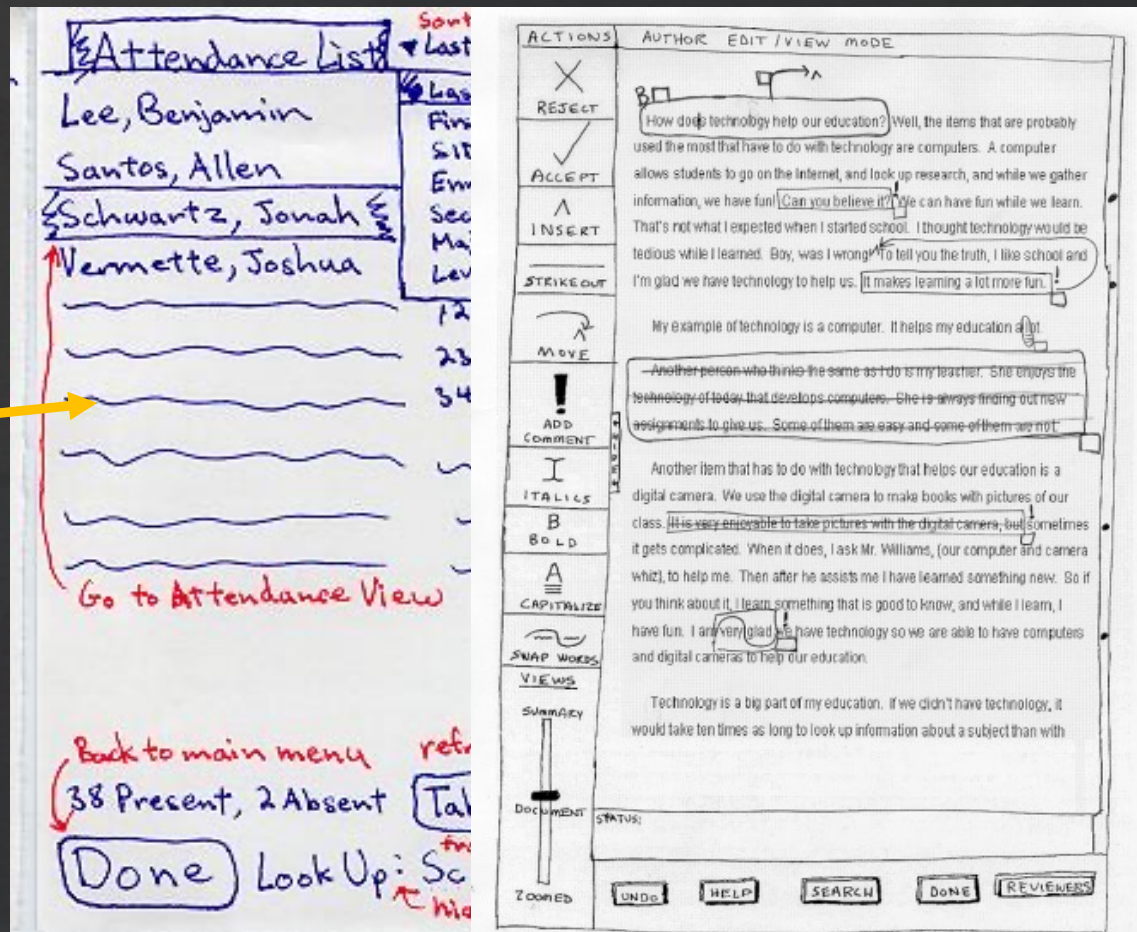 Attendance List
Lee, Benjamin
Santos, Allen
Schwartz, Jonah
Vermette, Joshua
Go to Attendance View
Back to main menu
38 Present, 2 Absent
Done Look Up:
Last
12
23
34
ACTIONS
REJECT
ACCEPT
INSERT
STRIKEOUT
MOVE
ADD
COMMENT
I
ITALICS
B
BOLD
A
CAPITALIZE
SWAP WORDS
VIEWS
SUMMARY
DOCUMENT
ZOOMED
AUTHOR EDIT / VIEW MODE
B
How does technology help our education? Well, the items that are probably
used the most that have to do with technology are computers. A computer
allows students to go on the Internet, and look up research, and while we gather
information, we have fun! Can you believe it? We can have fun while we learn.
That's not what I expected when I started school. I thought technology would be
tedious while I learned. Boy, was I wrong! To tell you the truth, I like school and
I'm glad we have technology to help us. It makes learning a lot more fun.
My example of technology is a computer. It helps my education a lot.
Another person who thinks the same as I do is my teacher. She enjoys the
technology of today that develops computers. She is always finding out new
assignments to give us. Some of them are easy and some of them are not.
Another item that has to do with technology that helps our education is a
digital camera. We use the digital camera to make books with pictures of our
class. It is very enjoyable to take pictures with the digital camera, but sometimes
it gets complicated. When it does, I ask Mr. Williams, (our computer and camera
whiz), to help me. Then after he assists me I have learned something new. So if
you think about it, I learn something that is good to know, and while I learn, I
have fun. I am very glad we have technology so we are able to have computers
and digital cameras to help our education.
Technology is a big part of my education. If we didn't have technology, it
would take ten times as long to look up information about a subject than with
STATUS:
UNDO HELP SEARCH DONE REVIEWERS